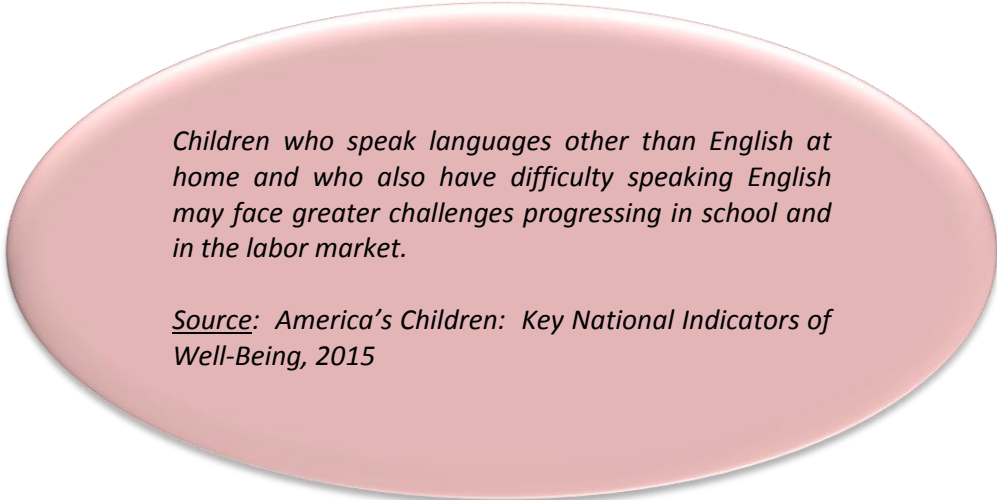 Children who speak languages other than English at
home and who also have difficulty speaking English
may face greater challenges progressing in school and
in the labor market.
Source: America’s Children: Key National Indicators of
Well-Being, 2015